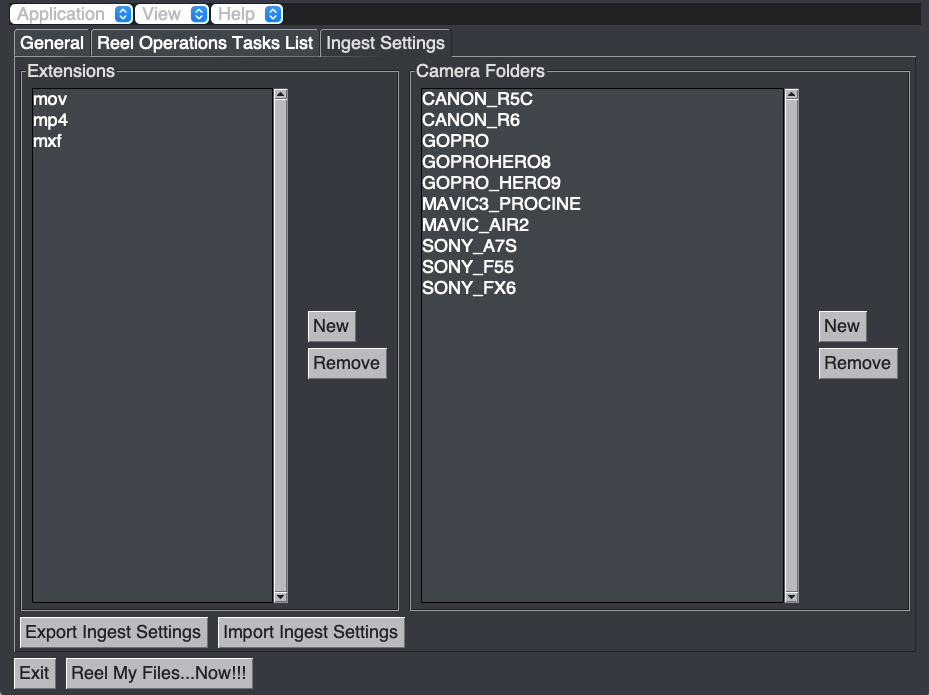 Application View Help
General Reel Operations Tasks List Ingest Settings
Extensions
mov
mp4
mxf
New
Remove
Camera Folders
CANON_R5C
CANON_R6
GOPRO
GOPROHERO8
GOPRO_HERO9
MAVIC3_PROCINE
MAVIC_AIR2
SONY_A7S
SONY_F55
SONY_FX6
New
Remove
Export Ingest Settings Import Ingest Settings
Exit Reel My Files...Now!!!